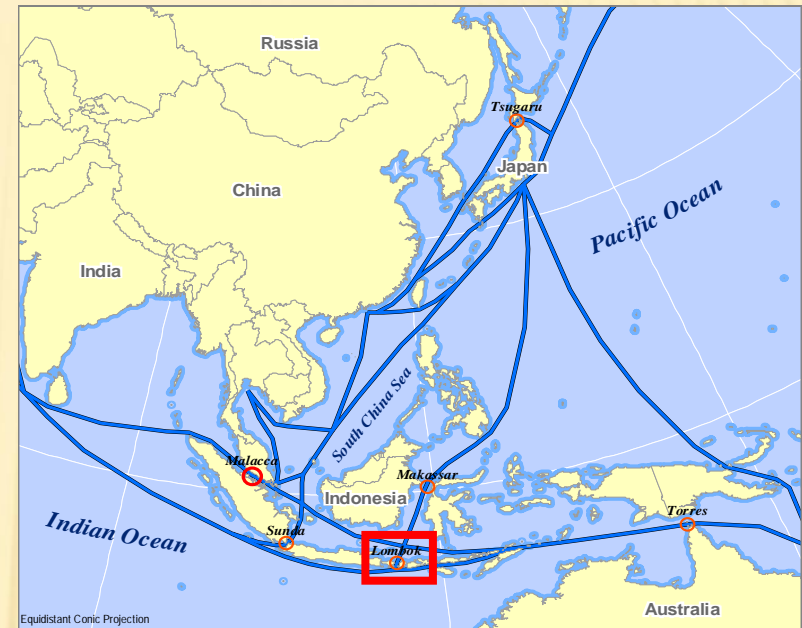 Russia
Tsugaru
Japan
China
Pacific Ocean
India
South China Sea
Malacca
Makassar
Indonesia
Torres
Indian Ocean
Sunda
Lombok
Australia
Equidistant Conic Projection